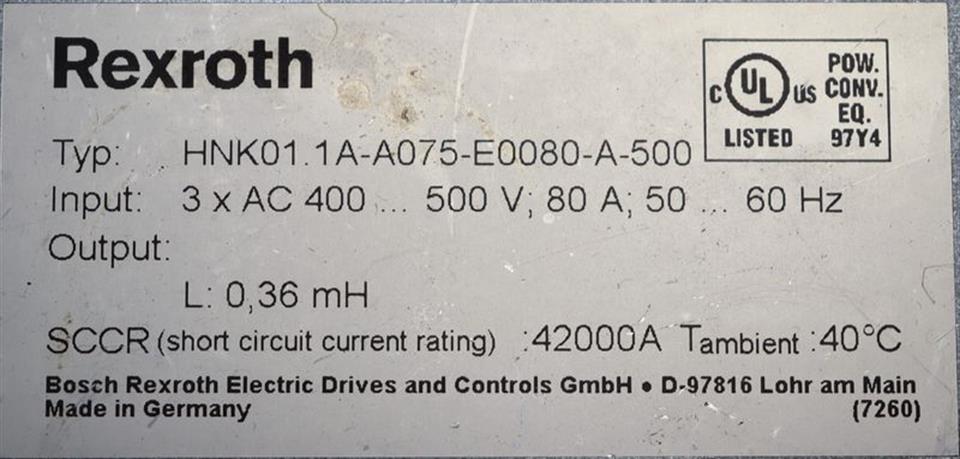 Rexroth
C UL US LISTED
POW.
CONV.
EQ.
97Y4
Typ: HNK01.1A-A075-E0080-A-500
Input: 3 x AC 400 ... 500 V; 80 A; 50 ... 60 Hz
Output:
L: 0,36 mH
SCCR (short circuit current rating) :42000A Tambient :40°C
Bosch Rexroth Electric Drives and Controls GmbH • D-97816 Lohr am Main
Made in Germany (7260)